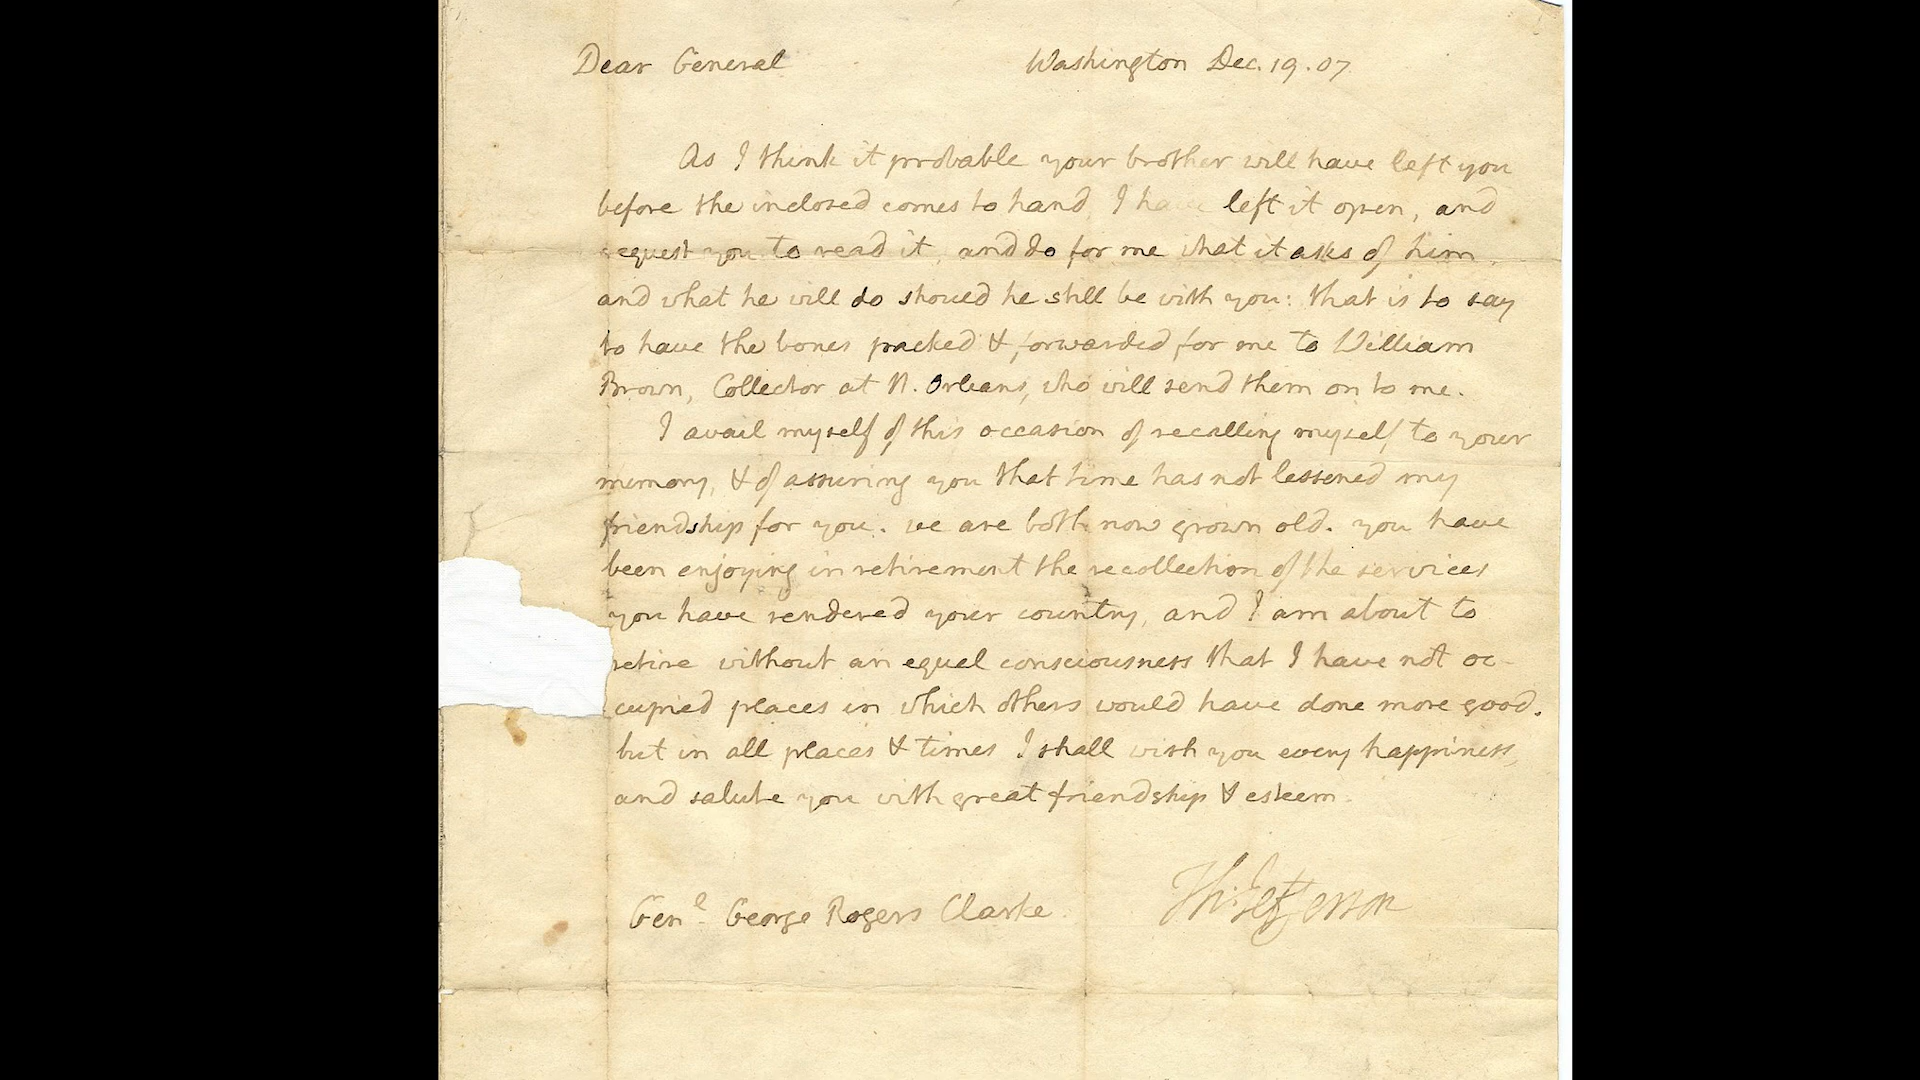 Dear General Washington Dec. 19. 07
As I think it probable your brother will have left you
before the inclosed comes to hand, I have left it open, and
request you to read it, and do for me what it asks of him,
and what he will do should he still be with you: that is to say
to have the bones packed & forwarded for me to William
Brown, Collector at N. Orleans, who will send them on to me.
I avail myself of this occasion of recalling myself to your
memory, & of assuring you that time has not lessened my
friendship for you. we are both now grown old. you have
been enjoying in retirement the recollection of the services
you have rendered your country, and I am about to
retire without an equal consciousness that I have not oc-
cupied places in which others would have done more good.
but in all places & times I shall wish you every happiness,
and salute you with great friendship & esteem.
Th: Jefferson
Genl. George Rogers Clarke